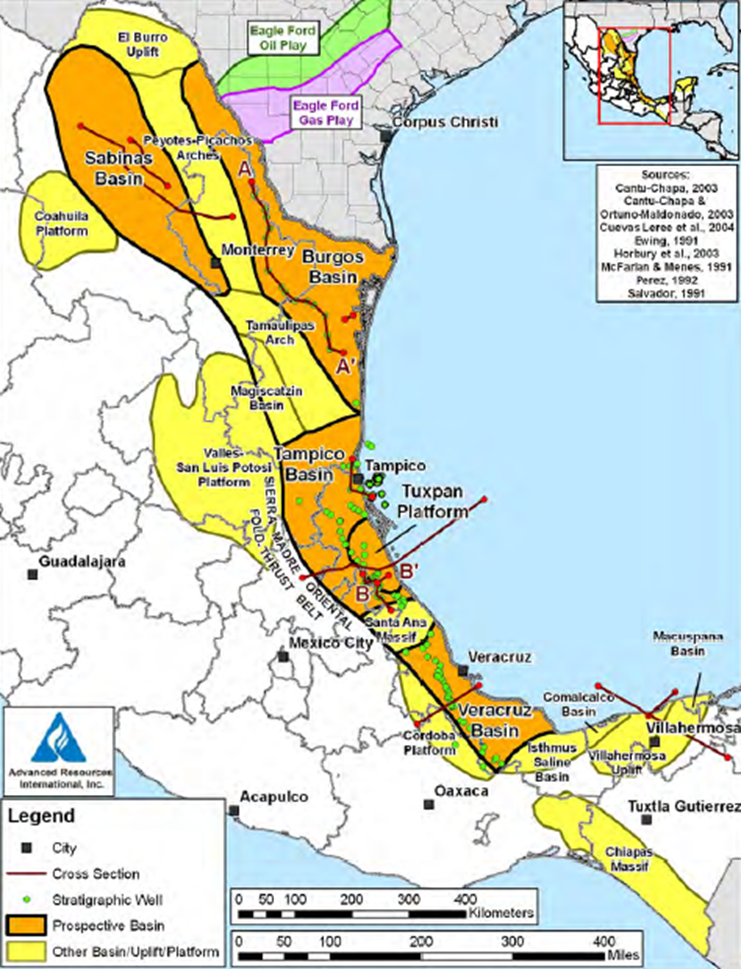 El Burro
Uplift
Eagle Ford
Oil Play
Eagle Ford
Gas Play
Corpus Christi
Sources:
Cantu-Chapa, 2003
Cantu-Chapa &
Ortuno-Maldonado, 2003
Cuevas Leree et al., 2004
Ewing, 1991
Horbury et al., 2003
McFarlan & Menes, 1991
Perez, 1992
Salvador, 1991
Peyotes-Picachos
Arches
Sabinas
Basin
A
Coahuila
Platform
Monterrey
Burgos
Basin
Tamaulipas
Arch
A'
Magiscatzin
Basin
Valles-
San Luis Potosi
Platform
Tampico
Basin
Tampico
Tuxpan
Platform
SIERRA MADRE ORIENTAL
FOLD-THRUST BELT
Guadalajara
B'
B
Santa Ana
Massif
Mexico City
Veracruz
Macuspana
Basin
Comalcalco
Basin
Veracruz
Basin
Villahermosa
Cordoba
Platform
Isthmus
Saline
Basin
Villahermosa
Uplift
Advanced Resources
International, Inc.
Acapulco
Oaxaca
Tuxtla Gutierrez
Chiapas
Massif
Legend
City
Cross Section
Stratigraphic Well
Prospective Basin
Other Basin/Uplift/Platform
0 50 100 200 300 400
Kilometers
0 50 100 200 300 400
Miles